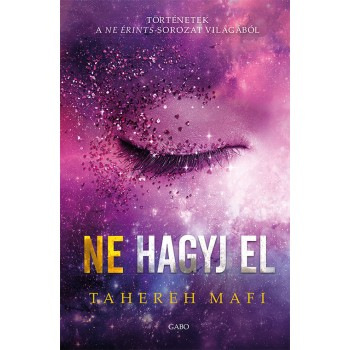 TÖRTÉNETEK
A NE ÉRINTS-SOROZAT VILÁGÁBÓL
NE HAGYJ EL
TAHEREH MAFI
GABO